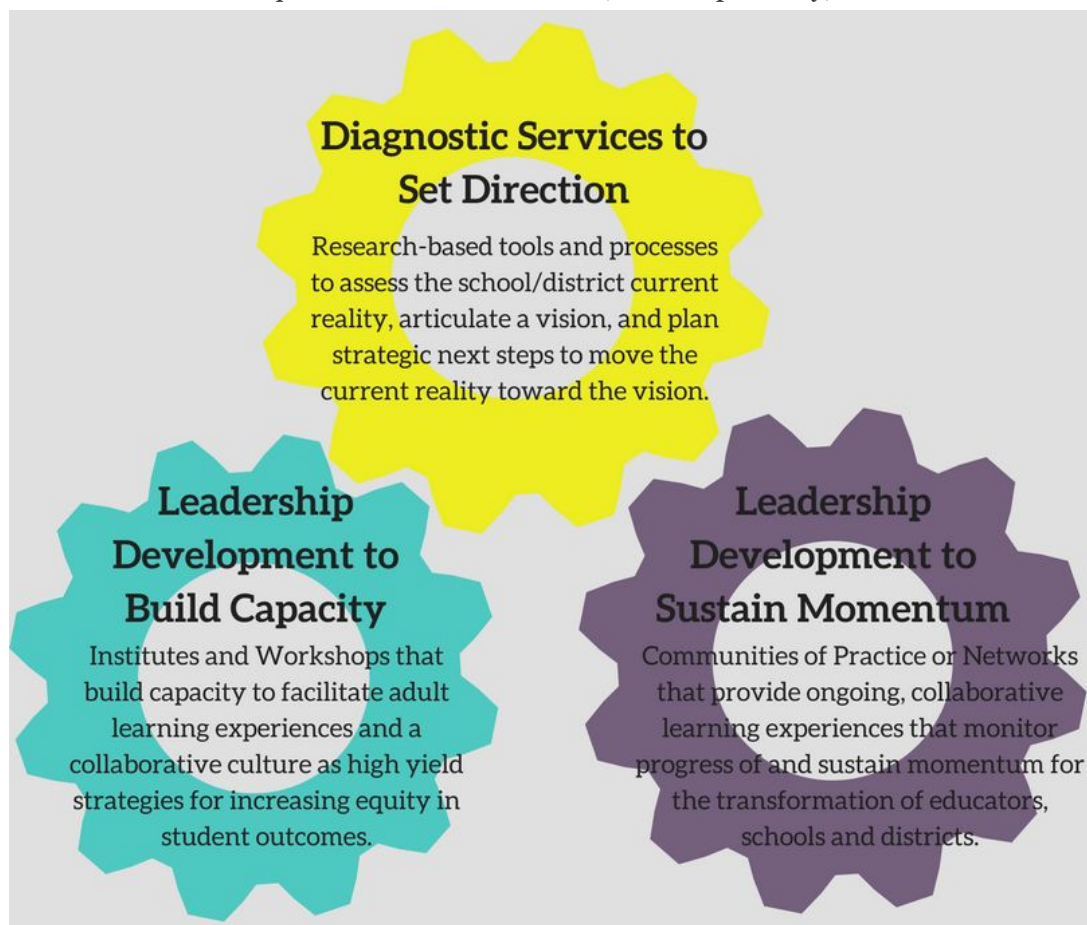 Diagnostic Services to
Set Direction
Research-based tools and processes
to assess the school/district current
reality, articulate a vision, and plan
strategic next steps to move the
current reality toward the vision.
Leadership
Development to
Build Capacity
Institutes and Workshops that
build capacity to facilitate adult
learning experiences and a
collaborative culture as high yield
strategies for increasing equity in
student outcomes.
Leadership
Development to
Sustain Momentum
Communities of Practice or Networks
that provide ongoing, collaborative
learning experiences that monitor
progress of and sustain momentum for
the transformation of educators,
schools and districts.